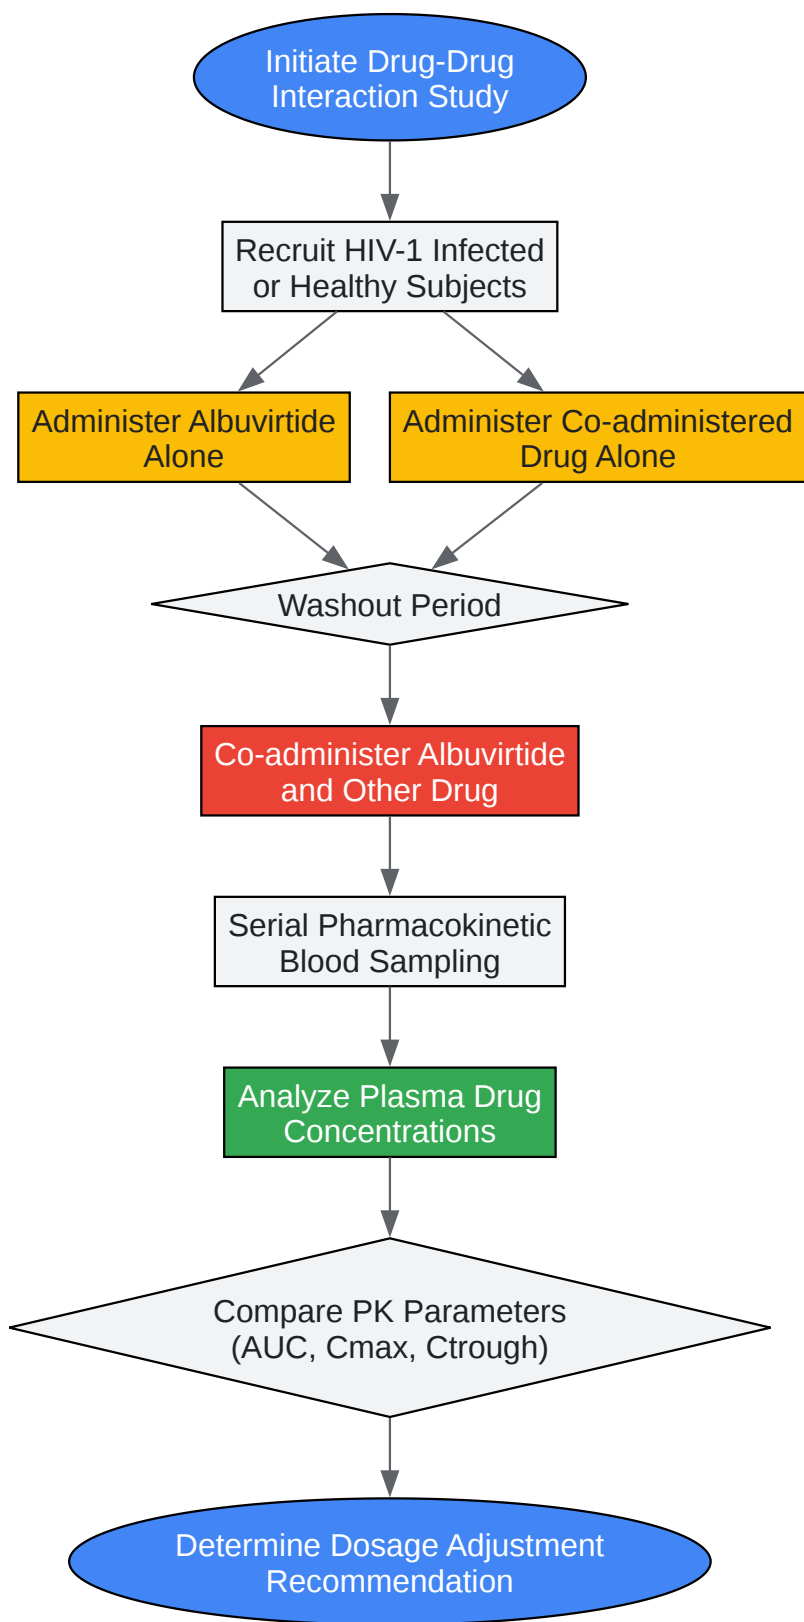 Initiate Drug-Drug
Interaction Study
Recruit HIV-1 Infected
or Healthy Subjects
Administer Albuvirtide
Alone
Administer Co-administered
Drug Alone
Washout Period
Co-administer Albuvirtide
and Other Drug
Serial Pharmacokinetic
Blood Sampling
Analyze Plasma Drug
Concentrations
Compare PK Parameters
(AUC, Cmax, Ctrough)
Determine Dosage Adjustment
Recommendation